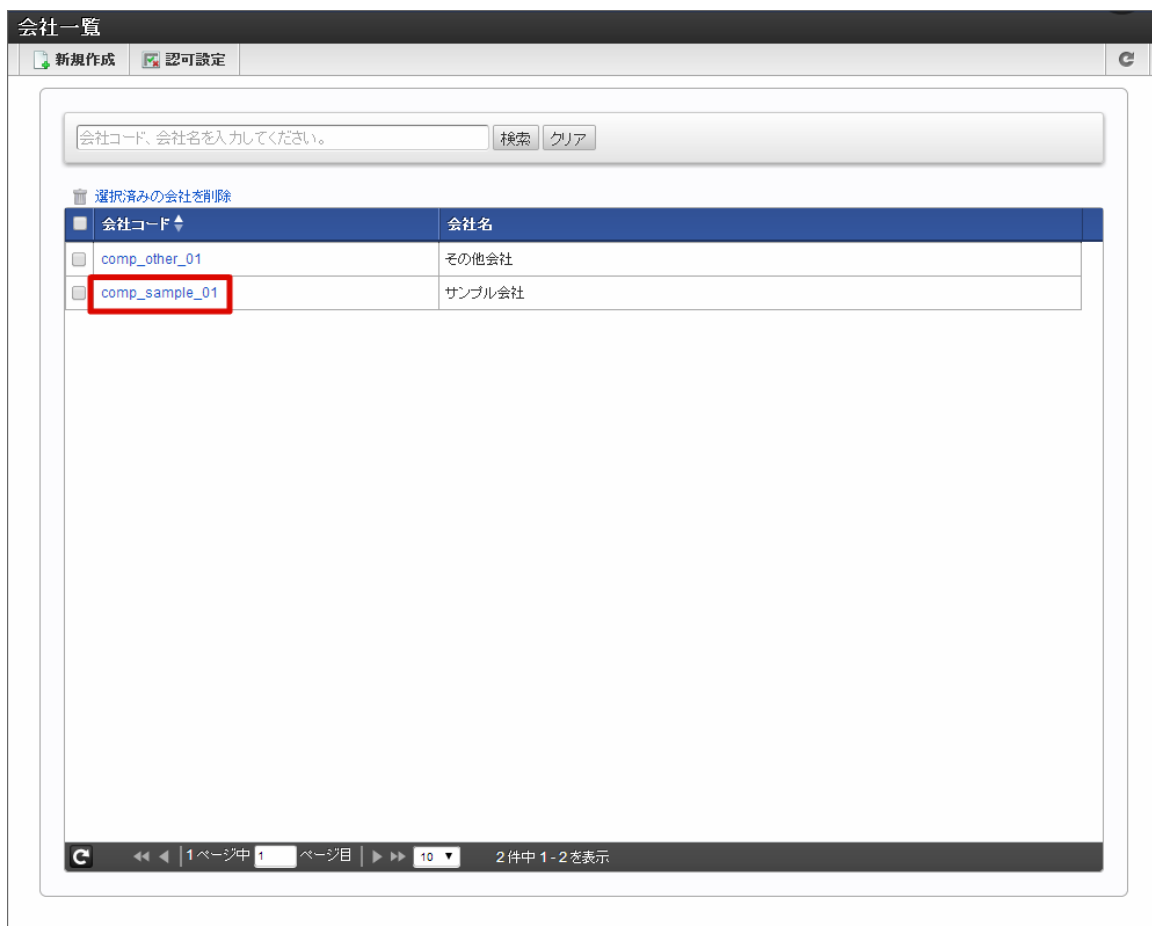 会社一覧
新規作成 認可設定
会社コード、会社名を入力してください。 検索 クリア
選択済みの会社を削除
会社コード 会社名
comp_other_01 その他会社
comp_sample_01 サンプル会社
1 ページ中 1 ページ目 10 2 件中 1 - 2 を表示